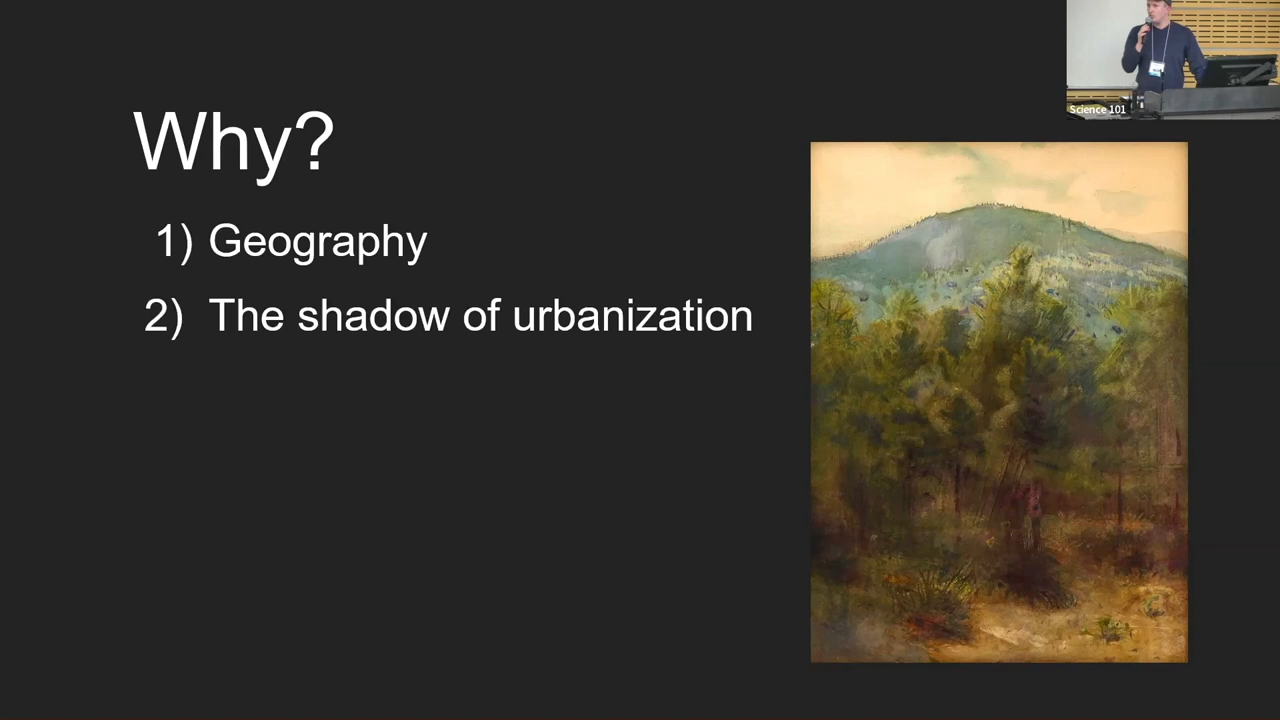 Why?
1) Geography
2) The shadow of urbanization
Science 101